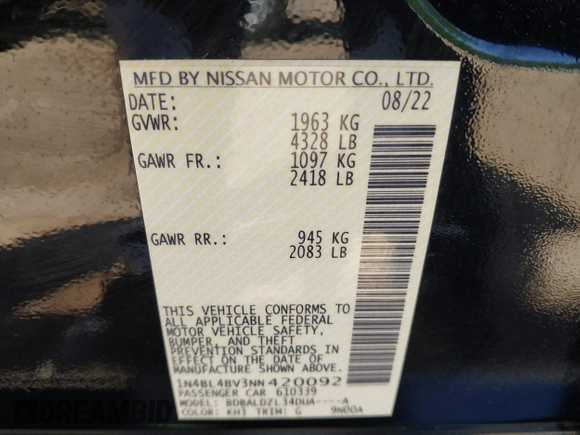 MFD BY NISSAN MOTOR CO., LTD.
DATE: 08/22
GVWR: 1963 KG
4328 LB
GAWR FR.: 1097 KG
2418 LB
GAWR RR.: 945 KG
2083 LB
THIS VEHICLE CONFORMS TO
ALL APPLICABLE FEDERAL
MOTOR VEHICLE SAFETY,
BUMPER, AND THEFT
PREVENTION STANDARDS IN
EFFECT ON THE DATE OF
MANUFACTURE SHOWN ABOVE.
1N4BL4BV3NN420092
PASSENGER CAR 610339
MODEL: BDBALDZL34DUA----A
COLOR: KH3 TRIM: G
DREAMBID